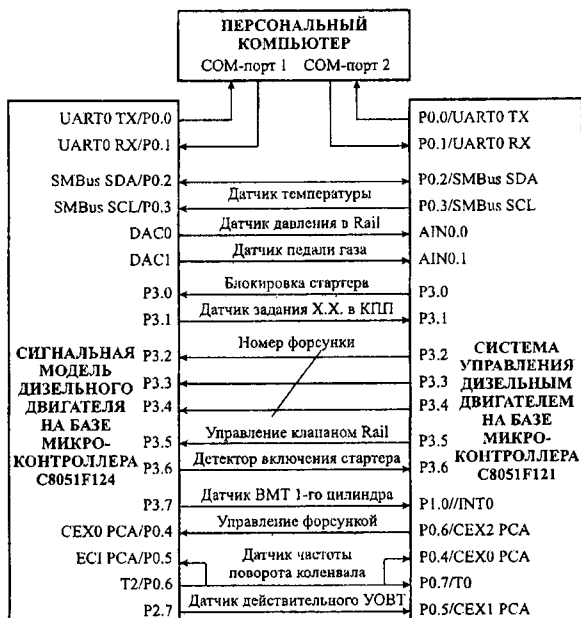 ПЕРСОНАЛЬНЫЙ
КОМПЬЮТЕР
COM-порт 1 COM-порт 2
UART0 TX/P0.0 P0.0/UART0 TX
UART0 RX/P0.1 P0.1/UART0 RX
SMBus SDA/P0.2 P0.2/SMBus SDA
Датчик температуры
SMBus SCL/P0.3 P0.3/SMBus SCL
Датчик давления в Rail
DAC0 AIN0.0
Датчик педали газа
DAC1 AIN0.1
Блокировка стартера
P3.0 P3.0
Датчик задания Х.Х. в КПП
P3.1 P3.1
Номер форсунки
P3.2 P3.2
P3.3 P3.3
P3.4 P3.4
СИГНАЛЬНАЯ
МОДЕЛЬ
ДИЗЕЛЬНОГО
ДВИГАТЕЛЯ
НА БАЗЕ
МИКРО-
КОНТРОЛЛЕРА
C8051F124
СИСТЕМА
УПРАВЛЕНИЯ
ДИЗЕЛЬНЫМ
ДВИГАТЕЛЕМ
НА БАЗЕ
МИКРО-
КОНТРОЛЛЕРА
C8051F121
Управление клапаном Rail
P3.5 P3.5
Детектор включения стартера
P3.6 P3.6
Датчик ВМТ 1-го цилиндра
P3.7 P1.0//INT0
Управление форсункой
CEX0 PCA/P0.4 P0.6/CEX2 PCA
ECI PCA/P0.5 P0.4/CEX0 PCA
Датчик частоты
поворота коленвала
T2/P0.6 P0.7/T0
Датчик действительного УОВТ
P2.7 P0.5/CEX1 PCA